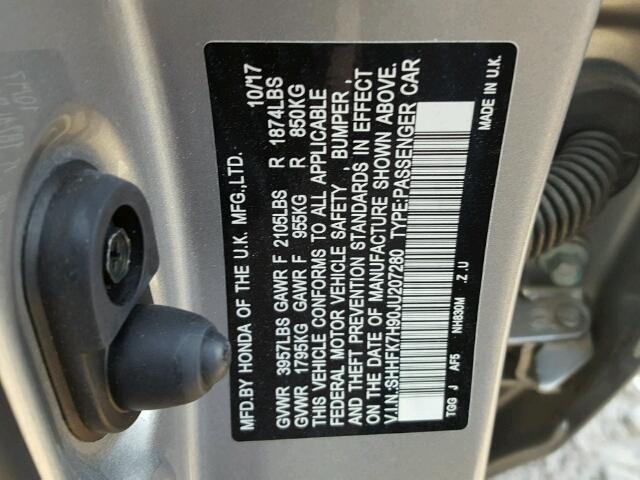 MFD.BY HONDA OF THE U.K. MFG.,LTD. 10/17
GVWR 3957LBS GAWR F 2105LBS R 1874LBS
GVWR 1795KG GAWR F 955KG R 850KG
THIS VEHICLE CONFORMS TO ALL APPLICABLE
FEDERAL MOTOR VEHICLE SAFETY , BUMPER ,
AND THEFT PREVENTION STANDARDS IN EFFECT
ON THE DATE OF MANUFACTURE SHOWN ABOVE.
V.I.N.:SHHFK7H90JU207280 TYPE:PASSENGER CAR
NH830M .Z .U MADE IN U.K.
TGG J AF5